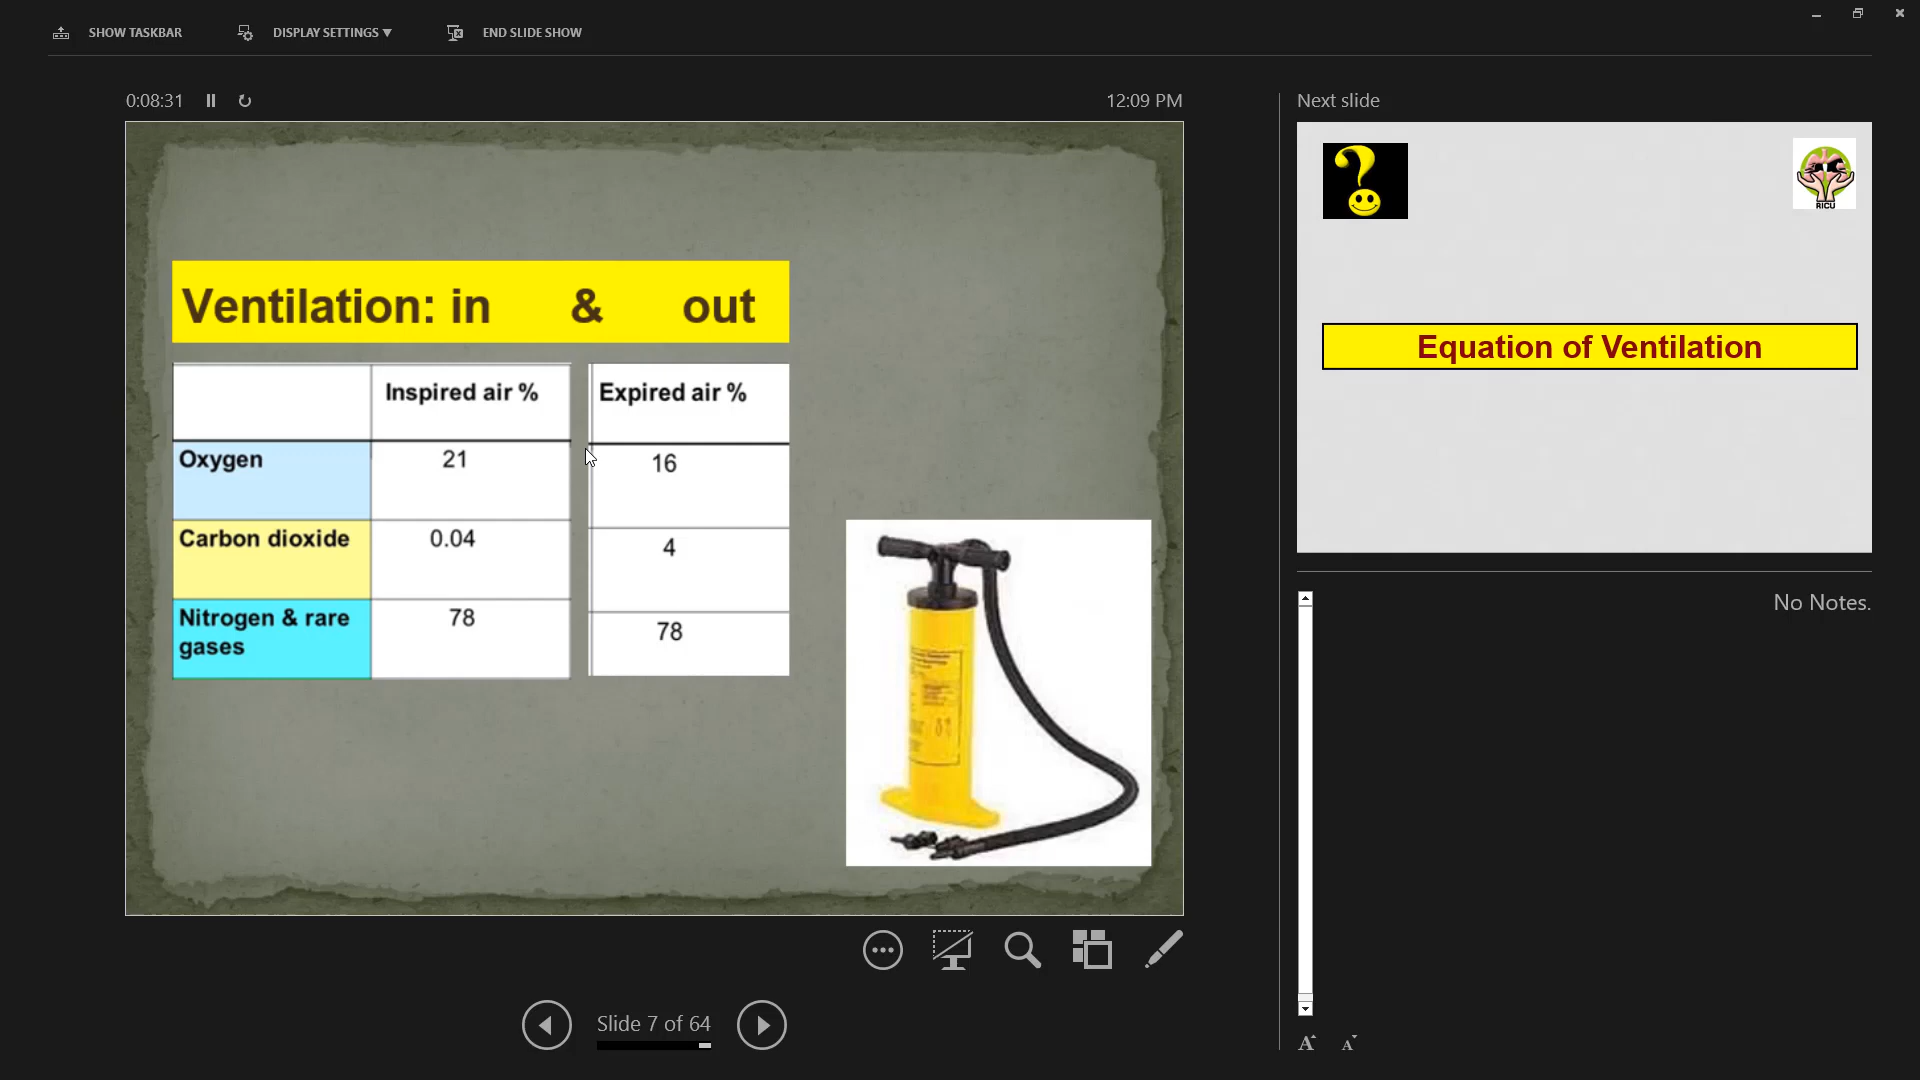 SHOW TASKBAR
DISPLAY SETTINGS ▼
END SLIDE SHOW
0:08:31
12:09 PM
Ventilation: in & out
Inspired air %
Expired air %
Oxygen
21
16
Carbon dioxide
0.04
4
Nitrogen & rare
gases
78
78
Slide 7 of 64
Next slide
?
RICU
Equation of Ventilation
No Notes.
A
A